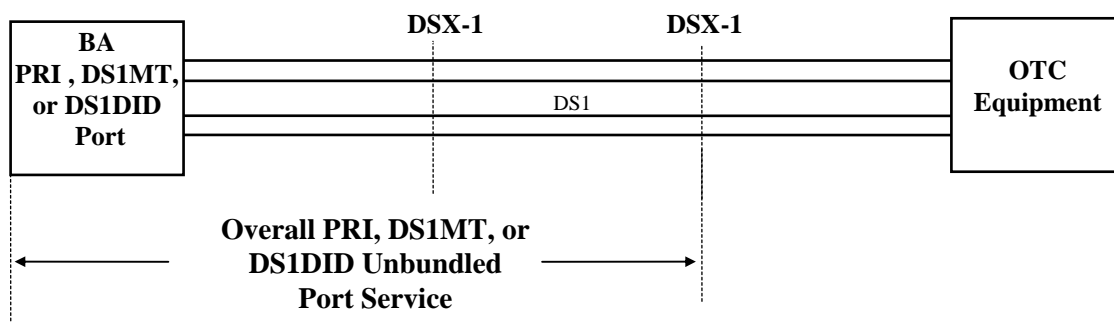 DSX-1
DSX-1
BA
PRI , DS1MT,
or DS1DID
Port
DS1
OTC
Equipment
Overall PRI, DS1MT, or
DS1DID Unbundled
Port Service